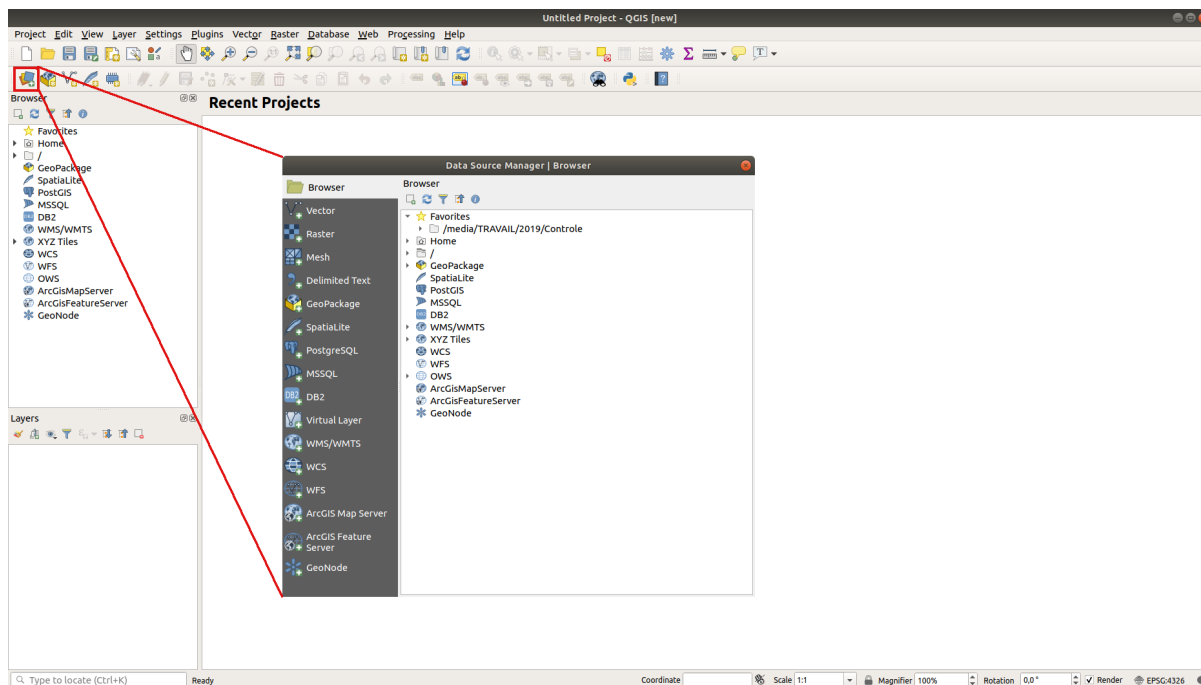 Untitled Project - QGIS [new]
Project Edit View Layer Settings Plugins Vector Raster Database Web Processing Help
Browser
Recent Projects
Favorites
Home
/
GeoPackage
SpatiaLite
PostGIS
MSSQL
DB2
WMS/WMTS
XYZ Tiles
WCS
WFS
OWS
ArcGisMapServer
ArcGisFeatureServer
GeoNode
Layers
Data Source Manager | Browser
Browser
Vector
Raster
Mesh
Delimited Text
GeoPackage
SpatiaLite
PostgreSQL
MSSQL
DB2
Virtual Layer
WMS/WMTS
WCS
WFS
ArcGIS Map Server
ArcGIS Feature
Server
GeoNode
Browser
Favorites
/media/TRAVAIL/2019/Controle
Home
/
GeoPackage
SpatiaLite
PostGIS
MSSQL
DB2
WMS/WMTS
XYZ Tiles
WCS
WFS
OWS
ArcGisMapServer
ArcGisFeatureServer
GeoNode
Type to locate (Ctrl+K) Ready Coordinate Scale 1:1 Magnifier 100% Rotation 0,0 ° Render EPSG:4326